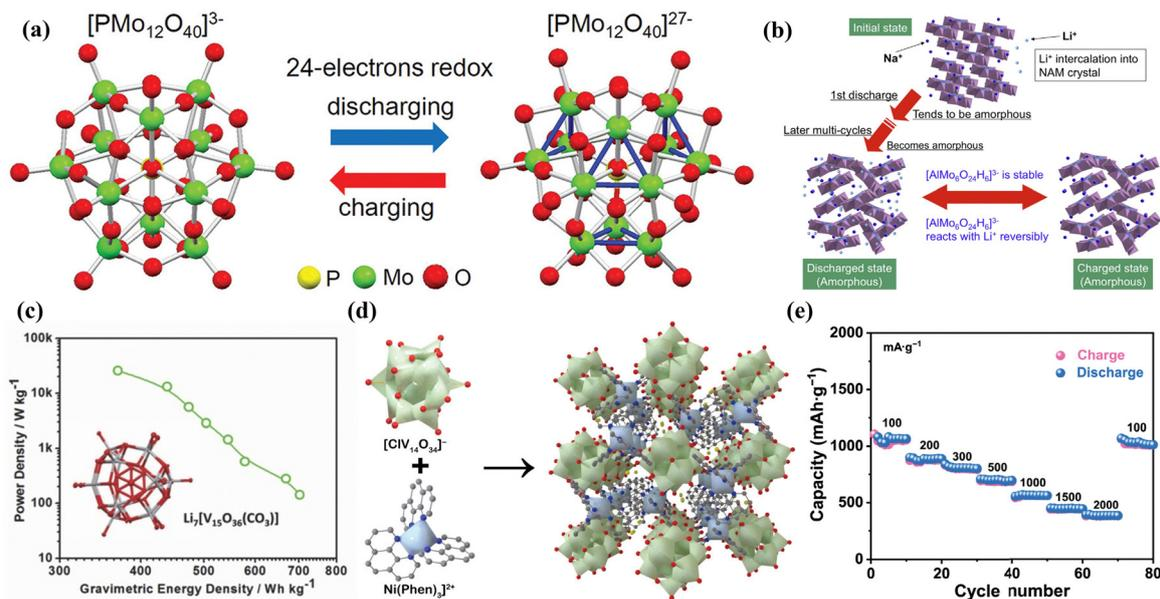 (a)
[PMo₁₂O₄₀]³⁻
[PMo₁₂O₄₀]²⁷⁻
24-electrons redox
discharging
charging
P
Mo
O
(b)
Initial state
Na⁺
Li⁺
Li⁺ intercalation into
NAM crystal
1st discharge
Tends to be amorphous
Later multi-cycles
Becomes amorphous
[AlMo₆O₂₄H₆]³⁻ is stable
[AlMo₆O₂₄H₆]³⁻
reacts with Li⁺ reversibly
Discharged state
(Amorphous)
Charged state
(Amorphous)
(c)
Power Density / W kg⁻¹
100k
10k
1k
100
10
Li₇[V₁₅O₃₆(CO₃)]
300
400
500
600
700
800
Gravimetric Energy Density / Wh kg⁻¹
(d)
[ClV₁₄O₃₄]⁻
+
Ni(Phen)₃]²⁺
(e)
Capacity (mAh·g⁻¹)
2000
1500
1000
500
0
mA·g⁻¹
Charge
Discharge
100
200
300
500
1000
1500
2000
100
0
20
40
60
80
Cycle number